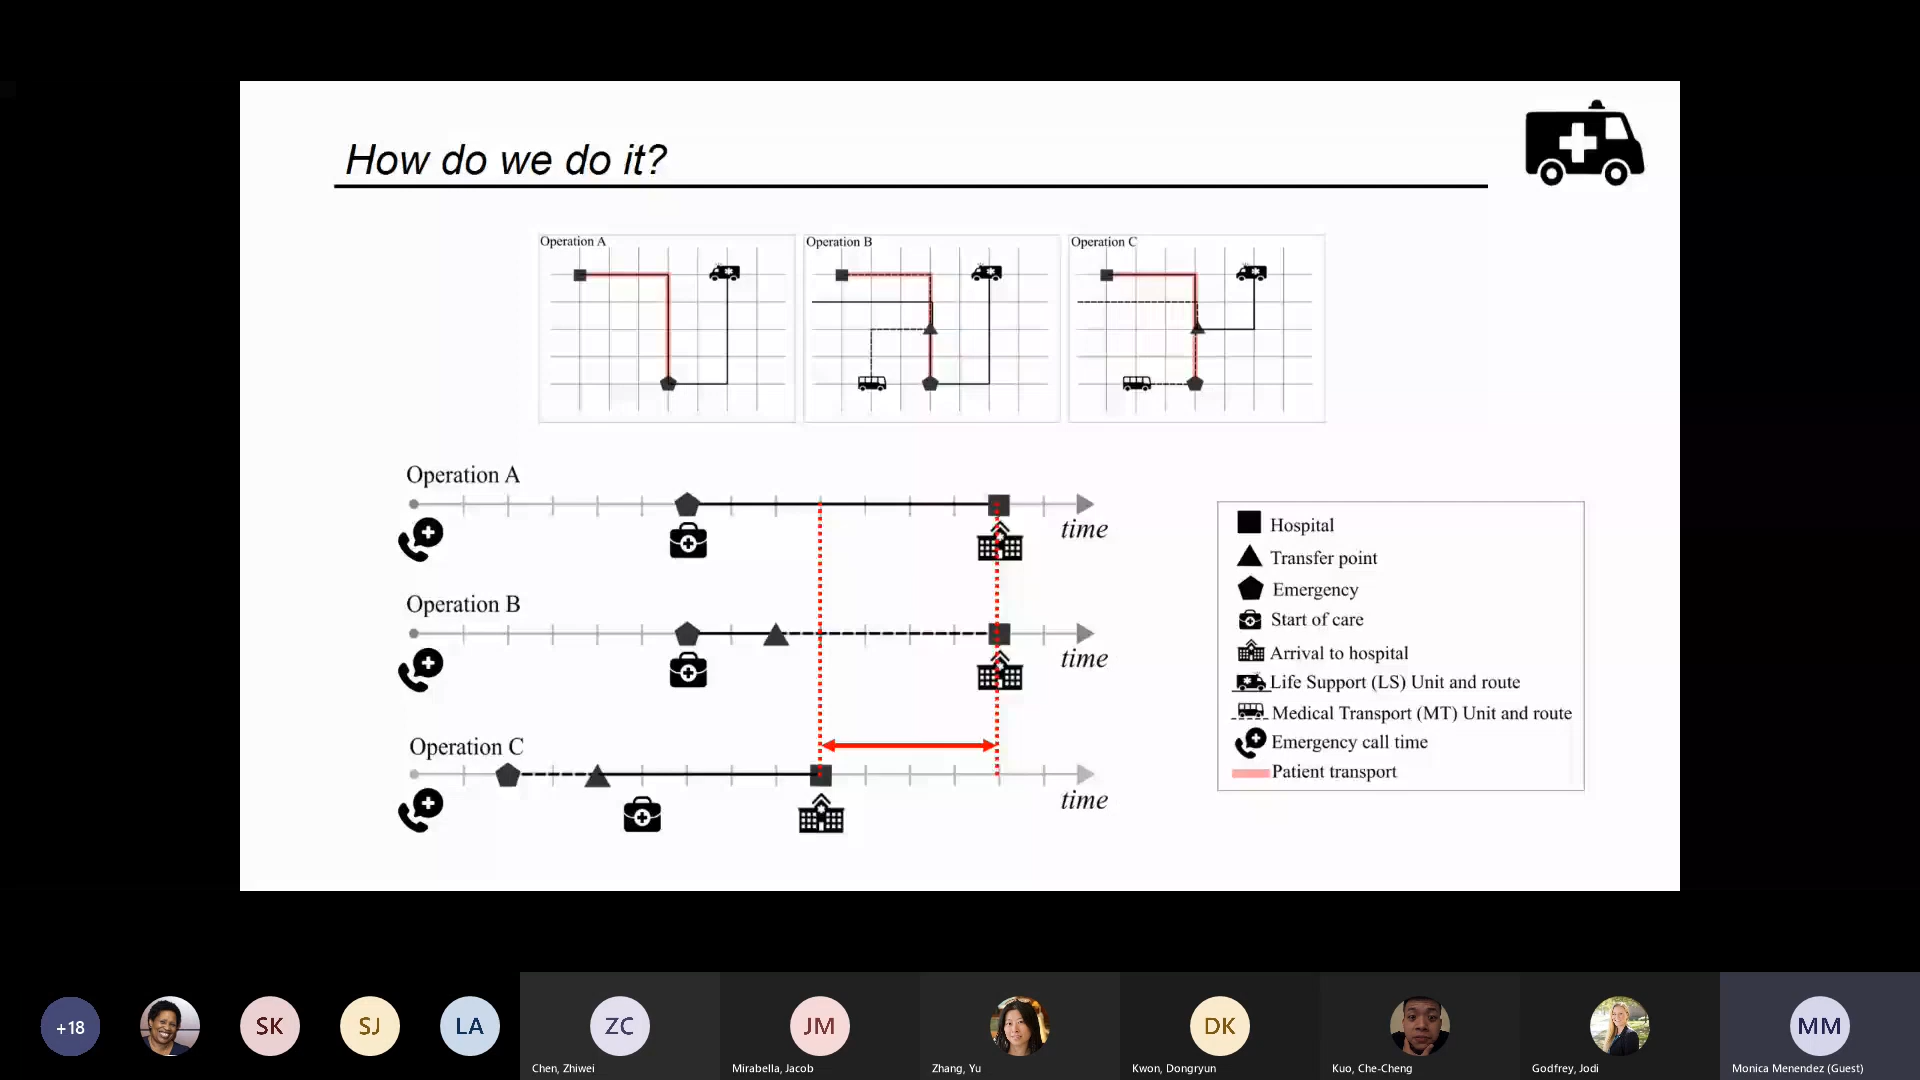 How do we do it?
Operation A
Operation B
Operation C
Operation A
time
Operation B
time
Operation C
time
Hospital
Transfer point
Emergency
Start of care
Arrival to hospital
Life Support (LS) Unit and route
Medical Transport (MT) Unit and route
Emergency call time
Patient transport
+18
SK
SJ
LA
ZC
JM
DK
MM
Chen, Zhiwei
Mirabella, Jacob
Zhang, Yu
Kwon, Dongryun
Kuo, Che-Cheng
Godfrey, Jodi
Monica Menendez (Guest)